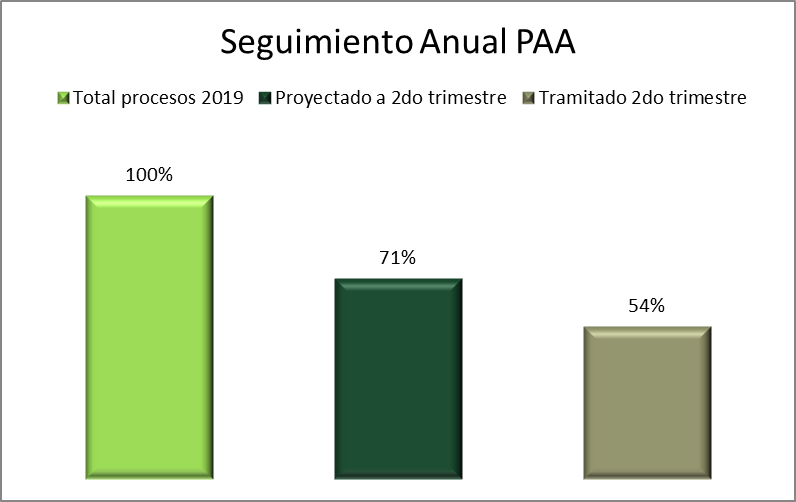 Seguimiento Anual PAA
Total procesos 2019 Proyectado a 2do trimestre Tramitado 2do trimestre
100%
71%
54%